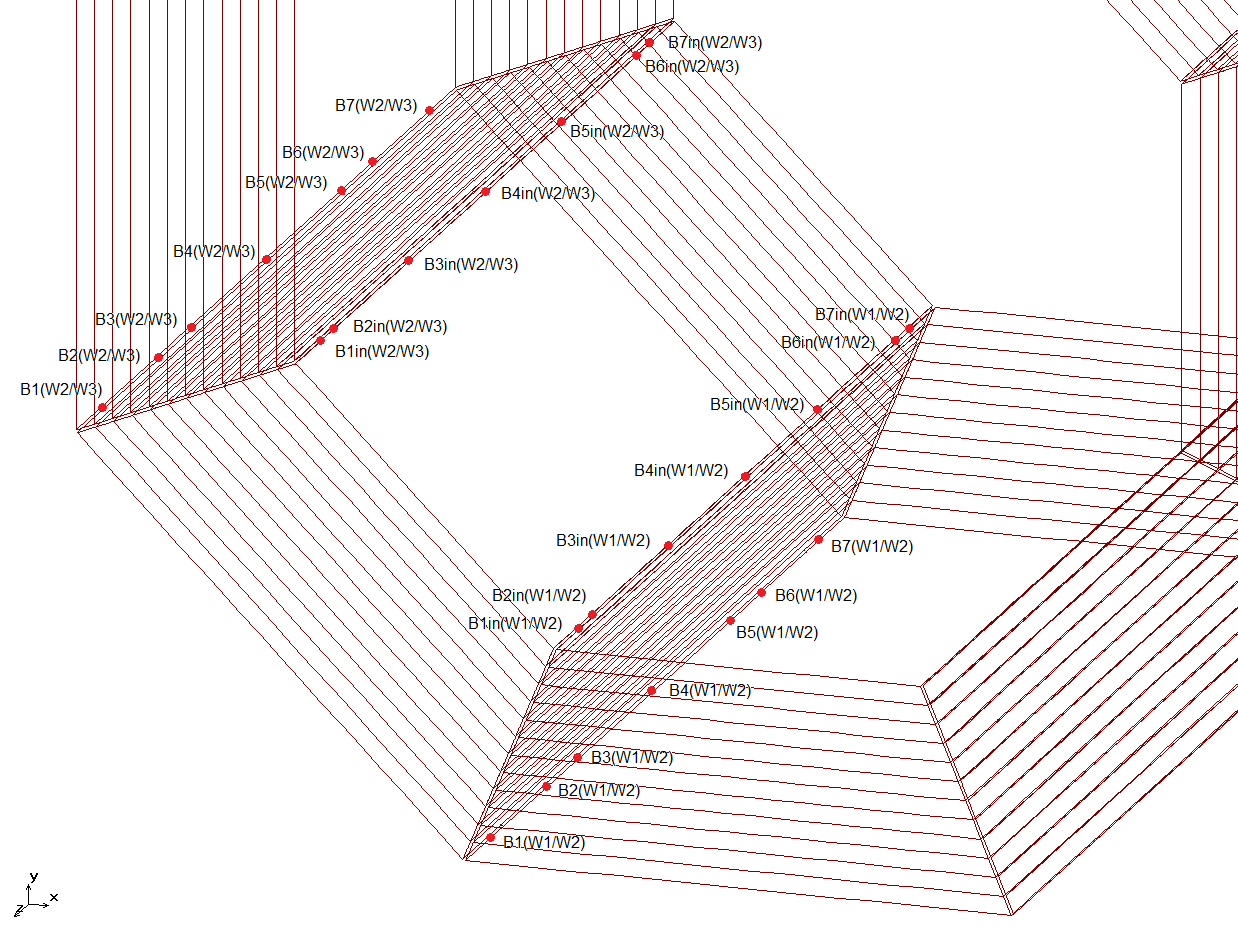 B7in(W2/W3)
B6in(W2/W3)
B7(W2/W3)
B5in(W2/W3)
B6(W2/W3)
B5(W2/W3)
B4in(W2/W3)
B4(W2/W3)
B3in(W2/W3)
B3(W2/W3)
B2in(W2/W3)
B2(W2/W3)
B1in(W2/W3)
B1(W2/W3)
B7in(W1/W2)
B6in(W1/W2)
B5in(W1/W2)
B4in(W1/W2)
B3in(W1/W2)
B7(W1/W2)
B2in(W1/W2)
B6(W1/W2)
B1in(W1/W2)
B5(W1/W2)
B4(W1/W2)
B3(W1/W2)
B2(W1/W2)
B1(W1/W2)
y
x
z